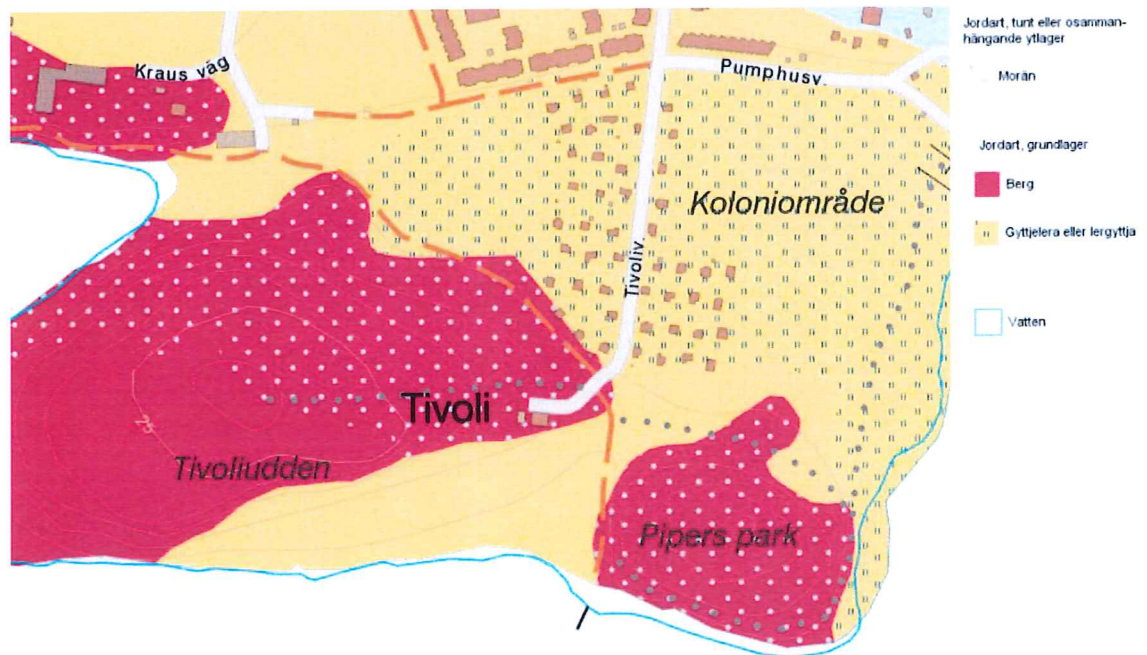 Kraus väg
Pumphusv.
Koloniområde
Tivoliv.
Tivoli
25
Tivoliudden
Pipers park
Jordart, tunt eller osamman-
hängande ytlager
Morän
Jordart, grundlager
Berg
Gyttjelera eller lergyttja
Vatten